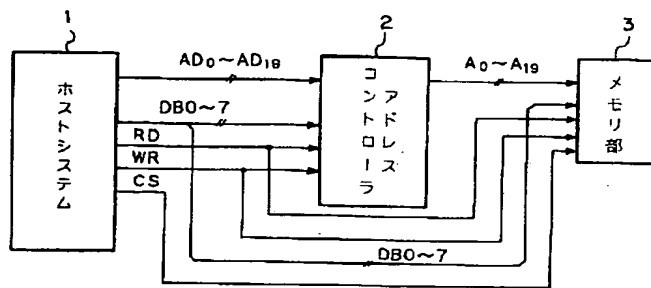 1
2
3
ホストシステム
AD0~AD19
DB0~7
RD
WR
CS
アドレス
コントローラ
A0~A19
メモリ部
DB0~7